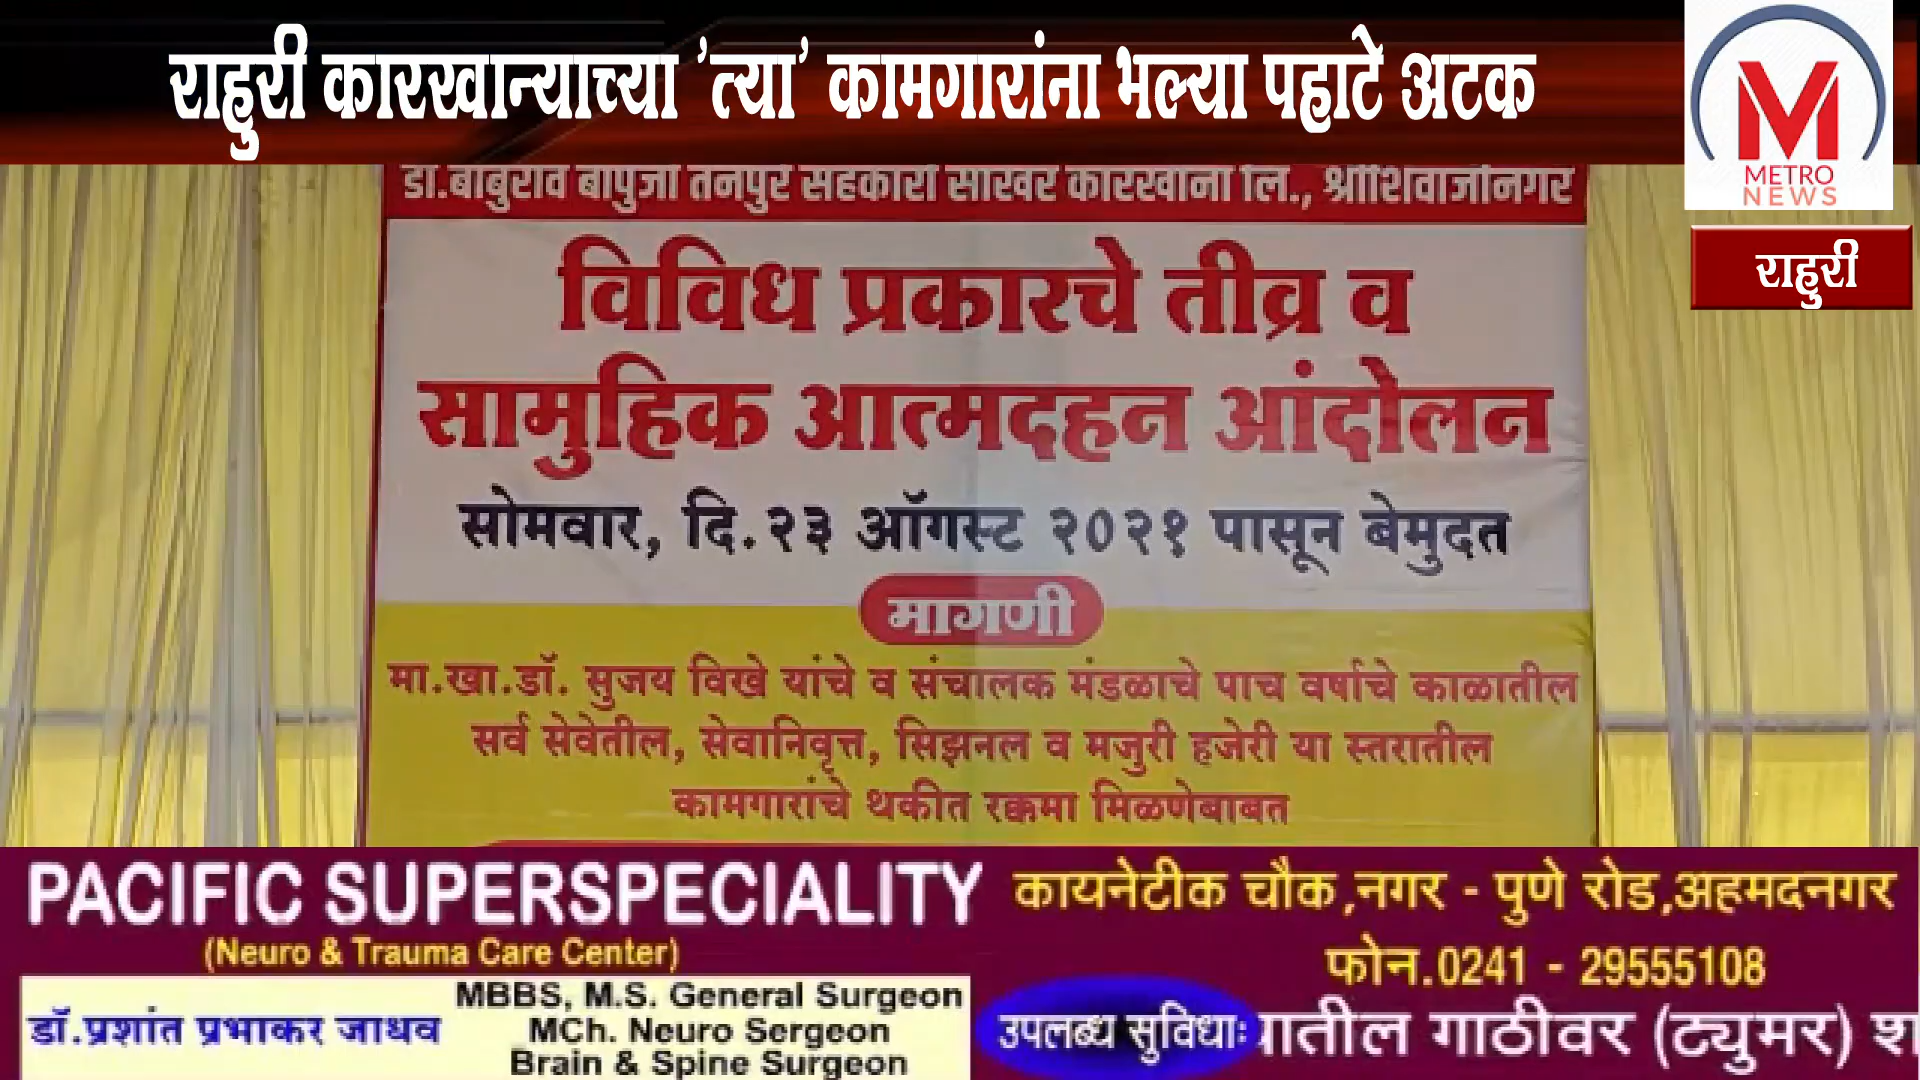 राहुरी कारखान्याच्या 'त्या' कामगारांना भल्या पहाटे अटक
METRO
NEWS
राहुरी
डॉ.बाबुराव बापुजी तनपुरे सहकारी साखर कारखाना लि., श्रीशिवाजीनगर
विविध प्रकारचे तीव्र व
सामुहिक आत्मदहन आंदोलन
सोमवार, दि.२३ ऑगस्ट २०२१ पासून बेमुदत
मागणी
मा.खा.डॉ. सुजय विखे यांचे व संचालक मंडळाचे पाच वर्षाचे काळातील
सर्व सेवेतील, सेवानिवृत्त, सिझनल व मजुरी हजेरी या स्तरातील
कामगारांचे थकीत रक्कमा मिळणेबाबत
PACIFIC SUPERSPECIALITY
(Neuro & Trauma Care Center)
कायनेटीक चौक,नगर - पुणे रोड,अहमदनगर
फोन.0241 - 29555108
डॉ.प्रशांत प्रभाकर जाधव
MBBS, M.S. General Surgeon
MCh. Neuro Sergeon
Brain & Spine Surgeon
उपलब्ध सुविधाः
गाठीवर (ट्युमर)